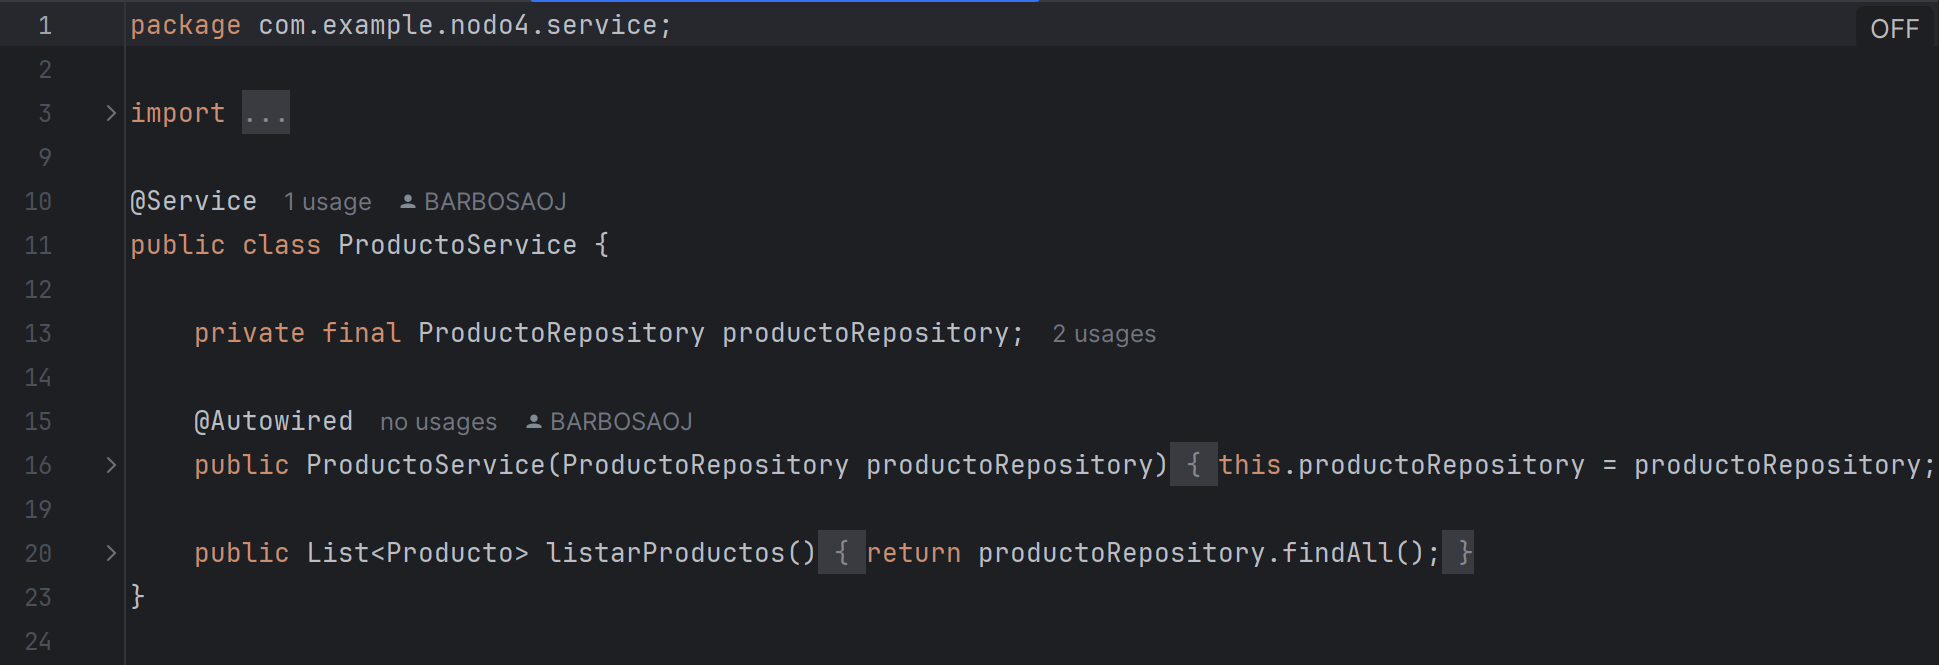 1 package com.example.nodo4.service; OFF
2
3 import ...
9
10 @Service 1 usage BARBOSAOJ
11 public class ProductoService {
12
13 private final ProductoRepository productoRepository; 2 usages
14
15 @Autowired no usages BARBOSAOJ
16 public ProductoService(ProductoRepository productoRepository) { this.productoRepository = productoRepository;
19
20 public List<Producto> listarProductos() { return productoRepository.findAll(); }
23 }
24